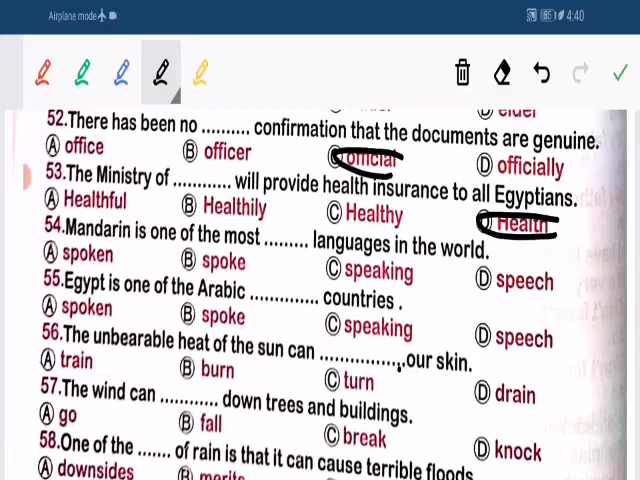 Airplane mode 85 4:40
D elder
52.There has been no .......... confirmation that the documents are genuine.
A office B officer C official D officially
53.The Ministry of ............ will provide health insurance to all Egyptians.
A Healthful B Healthily C Healthy D Health
54.Mandarin is one of the most ......... languages in the world.
A spoken B spoke C speaking D speech
55.Egypt is one of the Arabic .............. countries .
A spoken B spoke C speaking D speech
56.The unbearable heat of the sun can .................our skin.
A train B burn C turn D drain
57.The wind can ............ down trees and buildings.
A go B fall C break D knock
58.One of the ....... of rain is that it can cause terrible floods
A downsides B merits